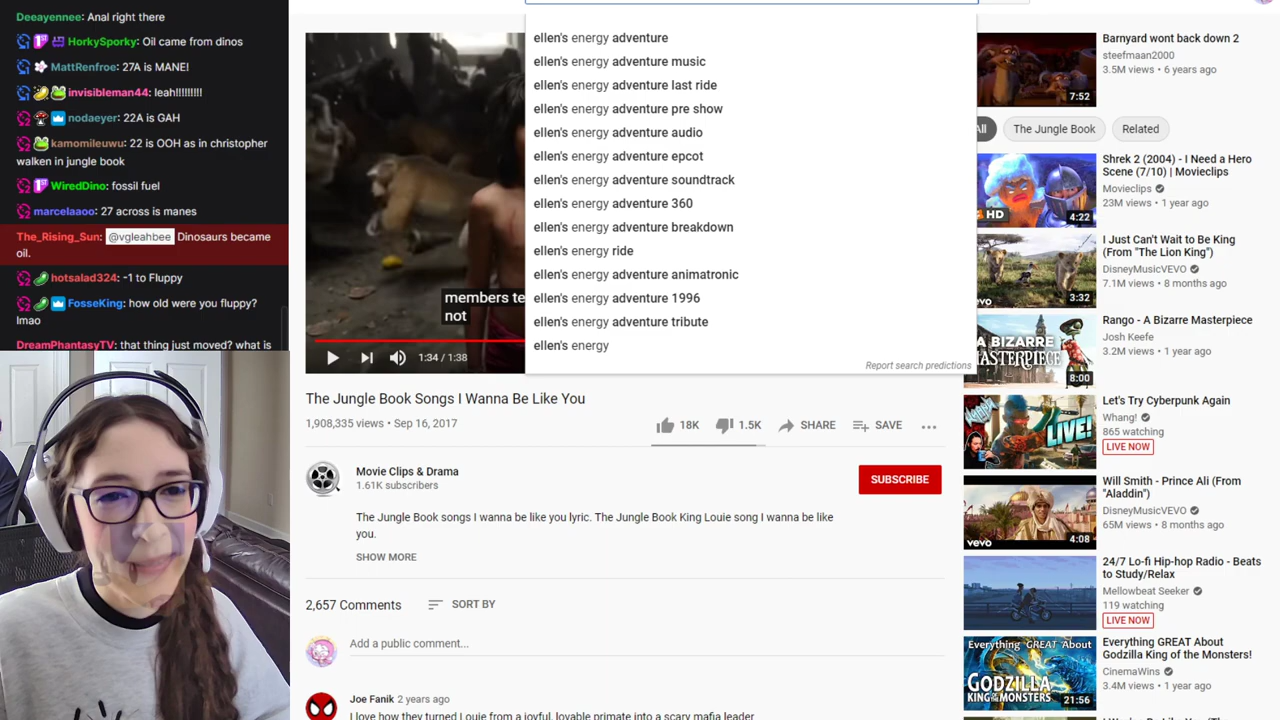 Deeayennee: Anal right there
HorkySporky: Oil came from dinos
MattRenfroe: 27A is MANE!
invisibleman44: leah!!!!!!!!!
nodaeyer: 22A is GAH
kamomileuwu: 22 is OOH as in christopher
walken in jungle book
WiredDino: fossil fuel
marcelaaoo: 27 across is manes
The_Rising_Sun: @vgleahbee Dinosaurs became
oil.
hotsalad324: -1 to Fluppy
FosseKing: how old were you fluppy?
lmao
DreamPhantasyTV: that thing just moved? what is
ellen's energy adventure
ellen's energy adventure music
ellen's energy adventure last ride
ellen's energy adventure pre show
ellen's energy adventure audio
ellen's energy adventure epcot
ellen's energy adventure soundtrack
ellen's energy adventure 360
ellen's energy adventure breakdown
ellen's energy ride
ellen's energy adventure animatronic
ellen's energy adventure 1996
ellen's energy adventure tribute
ellen's energy
Report search predictions
members te
not
1:34 / 1:38
The Jungle Book Songs I Wanna Be Like You
1,908,335 views • Sep 16, 2017
18K
1.5K
SHARE
SAVE
Movie Clips & Drama
1.61K subscribers
SUBSCRIBE
The Jungle Book songs I wanna be like you lyric. The Jungle Book King Louie song I wanna be like
you.
SHOW MORE
2,657 Comments
SORT BY
Add a public comment...
Joe Fanik 2 years ago
I love how they turned Louie from a joyful, lovable primate into a scary mafia leader
Barnyard wont back down 2
steefmaan2000
3.5M views • 6 years ago
7:52
All
The Jungle Book
Related
Shrek 2 (2004) - I Need a Hero
Scene (7/10) | Movieclips
Movieclips
23M views • 1 year ago
HD
4:22
I Just Can't Wait to Be King
(From "The Lion King")
DisneyMusicVEVO
7.1M views • 8 months ago
3:32
Rango - A Bizarre Masterpiece
Josh Keefe
3.2M views • 1 year ago
A BIZARRE
MASTERPIECE
8:00
Let's Try Cyberpunk Again
Whang!
865 watching
LIVE NOW
LIVE!
Will Smith - Prince Ali (From
"Aladdin")
DisneyMusicVEVO
65M views • 8 months ago
vevo
4:08
24/7 Lo-fi Hip-hop Radio - Beats
to Study/Relax
Mellowbeat Seeker
119 watching
LIVE NOW
Everything GREAT About
Godzilla King of the Monsters!
CinemaWins
3.4M views • 1 year ago
Everything GREAT About
GODZILLA
KING OF THE MONSTERS
21:56